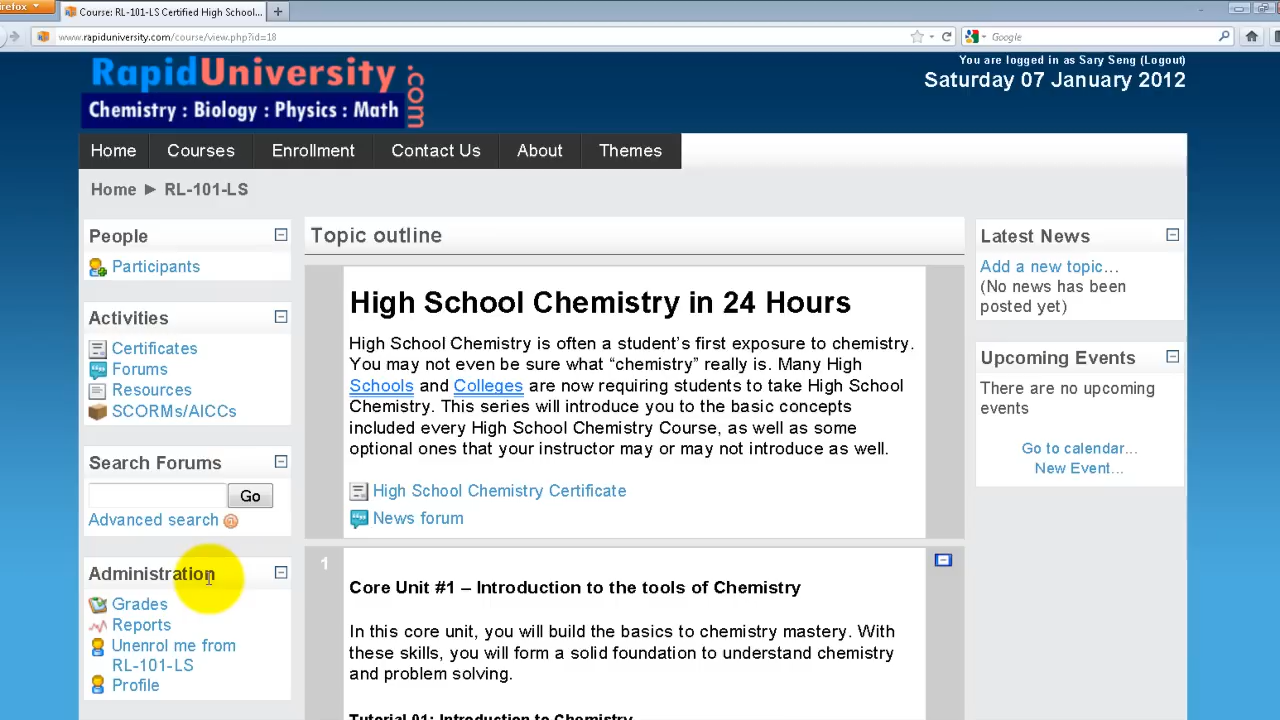 irefox
Course: RL-101-LS Certified High School...
www.rapiduniversity.com/course/view.php?id=18
Google
RapidUniversity.com
Chemistry : Biology : Physics : Math
You are logged in as Sary Seng (Logout)
Saturday 07 January 2012
Home Courses Enrollment Contact Us About Themes
Home ► RL-101-LS
People
Participants
Activities
Certificates
Forums
Resources
SCORMs/AICCs
Search Forums
Go
Advanced search
Administration
Grades
Reports
Unenrol me from
RL-101-LS
Profile
Topic outline
High School Chemistry in 24 Hours
High School Chemistry is often a student’s first exposure to chemistry.
You may not even be sure what “chemistry” really is. Many High
Schools and Colleges are now requiring students to take High School
Chemistry. This series will introduce you to the basic concepts
included every High School Chemistry Course, as well as some
optional ones that your instructor may or may not introduce as well.
High School Chemistry Certificate
News forum
1
Core Unit #1 – Introduction to the tools of Chemistry
In this core unit, you will build the basics to chemistry mastery. With
these skills, you will form a solid foundation to understand chemistry
and problem solving.
Tutorial 01: Introduction to Chemistry
Latest News
Add a new topic...
(No news has been
posted yet)
Upcoming Events
There are no upcoming
events
Go to calendar...
New Event...